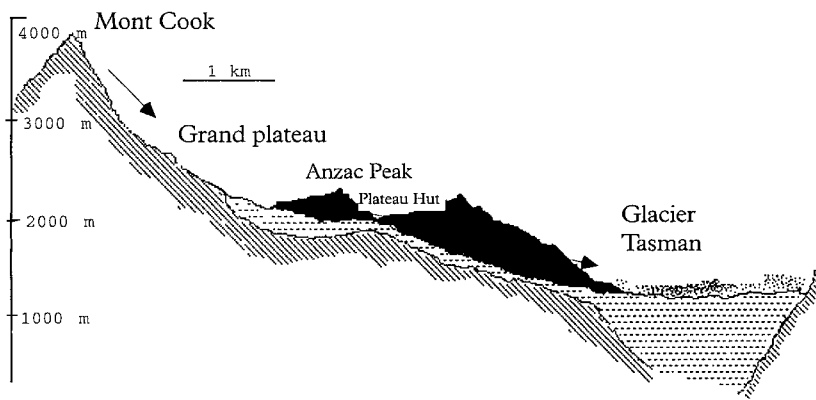 Mont Cook
4000 m
1 km
3000 m
Grand plateau
Anzac Peak
Plateau Hut
2000 m
Glacier
Tasman
1000 m